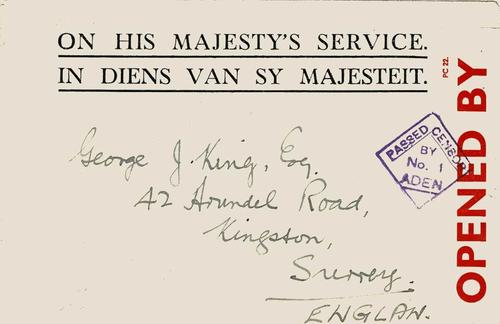 ON HIS MAJESTY'S SERVICE.
IN DIENS VAN SY MAJESTEIT.
George J. King, Esq.
42 Arundel Road,
Kingston,
Surrey.
ENGLAN.
PASSED CENSOR
BY
No. 1
ADEN
PC 22.
OPENED BY